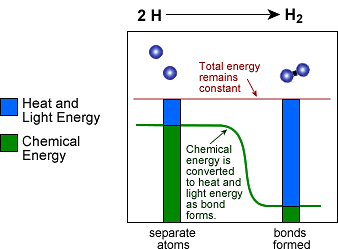 2 H
H2
Total energy
remains
constant
Heat and
Light Energy
Chemical
Energy
Chemical
energy is
converted
to heat and
light energy
as bond
forms.
separate
atoms
bonds
formed